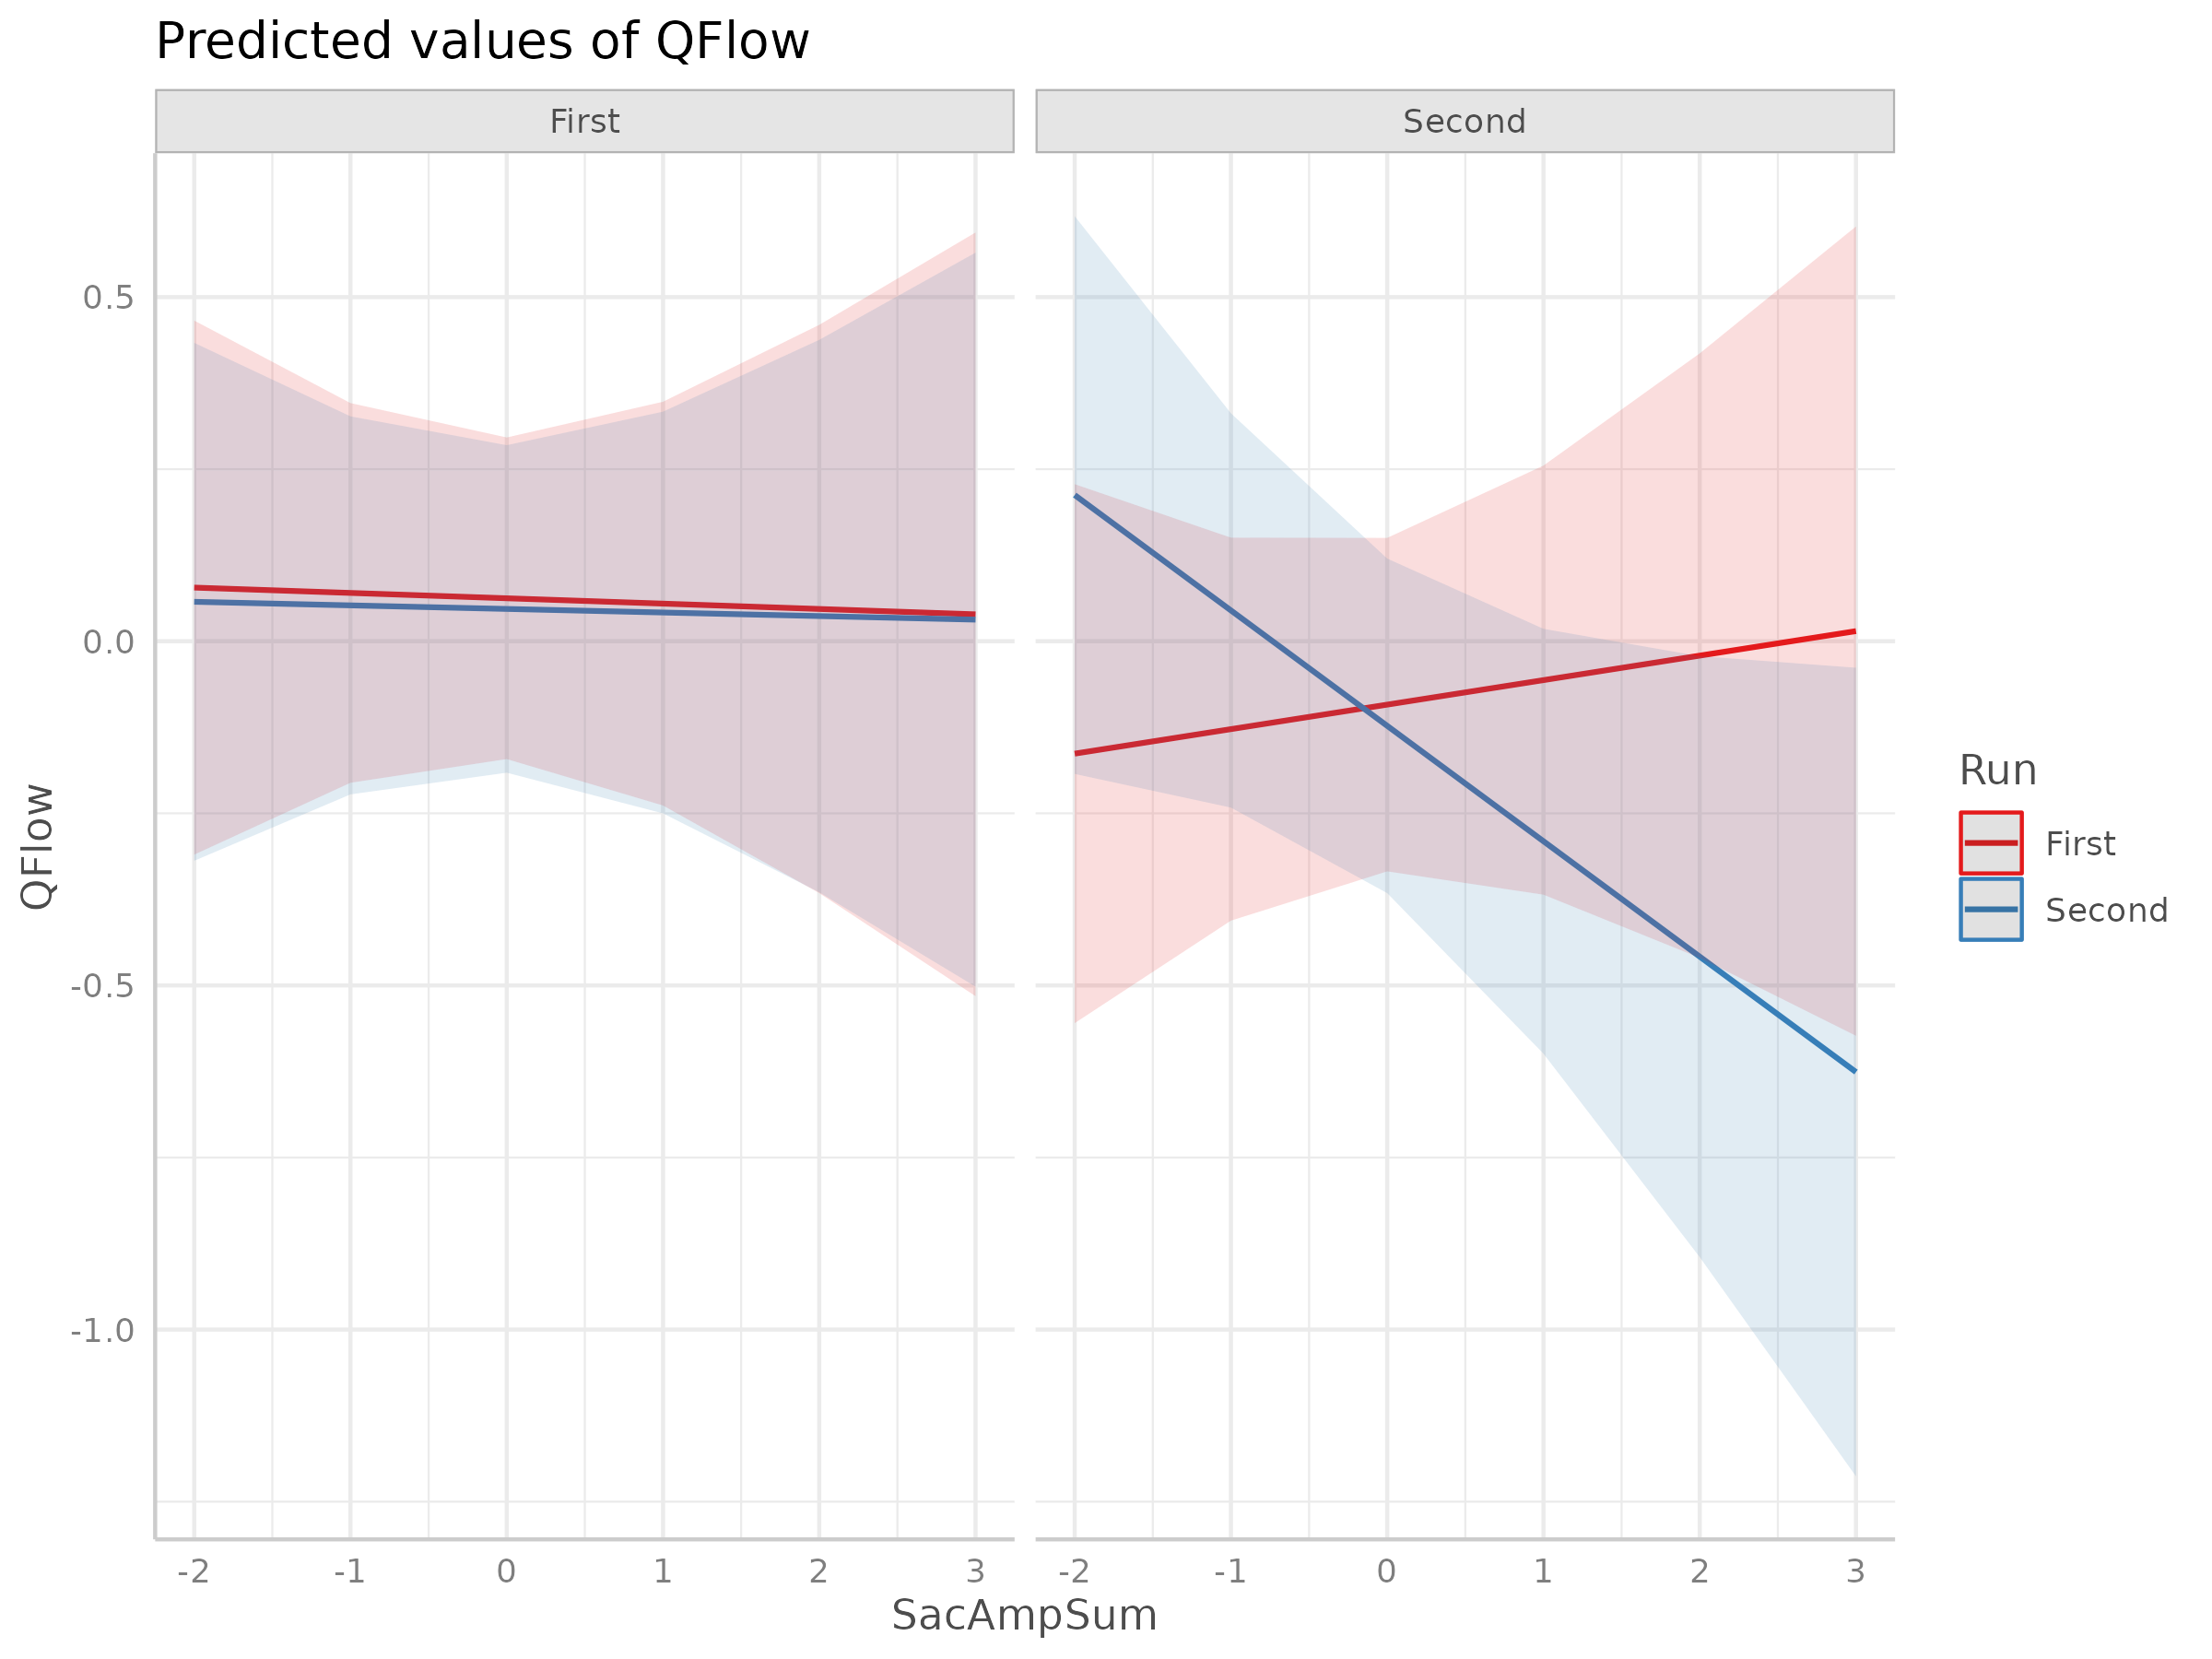 Predicted values of QFlow
First
Second
0.5
0.0
-0.5
-1.0
QFlow
-2 -1 0 1 2 3
-2 -1 0 1 2 3
SacAmpSum
Run
First
Second